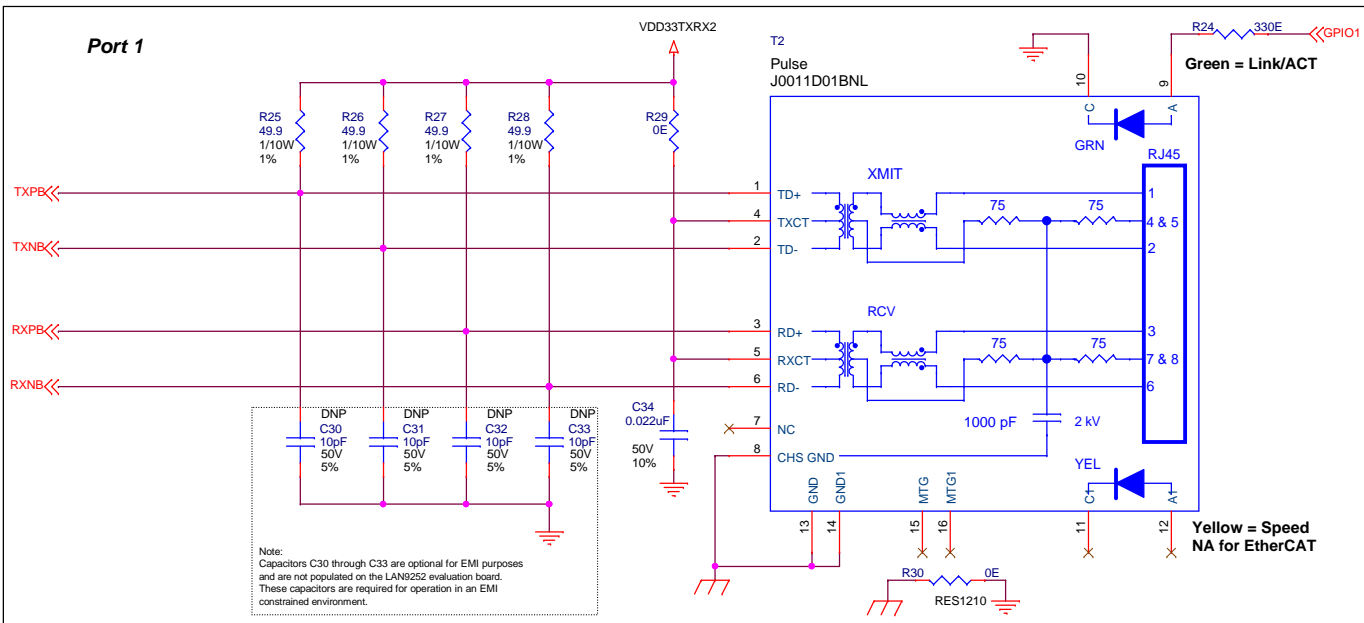 Port 1
VDD33TXRX2
T2
Pulse
J0011D01BNL
R24
330E
GPIO1
Green = Link/ACT
10
9
C
A
GRN
RJ45
R25
49.9
1/10W
1%
R26
49.9
1/10W
1%
R27
49.9
1/10W
1%
R28
49.9
1/10W
1%
R29
0E
TXPB
1
TD+
XMIT
75
75
1
4
TXCT
4 & 5
TXNB
2
TD-
2
RXPB
3
RD+
RCV
75
75
3
5
RXCT
7 & 8
RXNB
6
RD-
6
DNP
C30
10pF
50V
5%
DNP
C31
10pF
50V
5%
DNP
C32
10pF
50V
5%
DNP
C33
10pF
50V
5%
C34
0.022uF
50V
10%
7
NC
8
CHS GND
1000 pF
2 kV
YEL
GND
GND1
MTG
MTG1
C1
A1
13
14
15
16
11
12
Yellow = Speed
NA for EtherCAT
R30
0E
RES1210
Note:
Capacitors C30 through C33 are optional for EMI purposes
and are not populated on the LAN9252 evaluation board.
These capacitors are required for operation in an EMI
constrained environment.